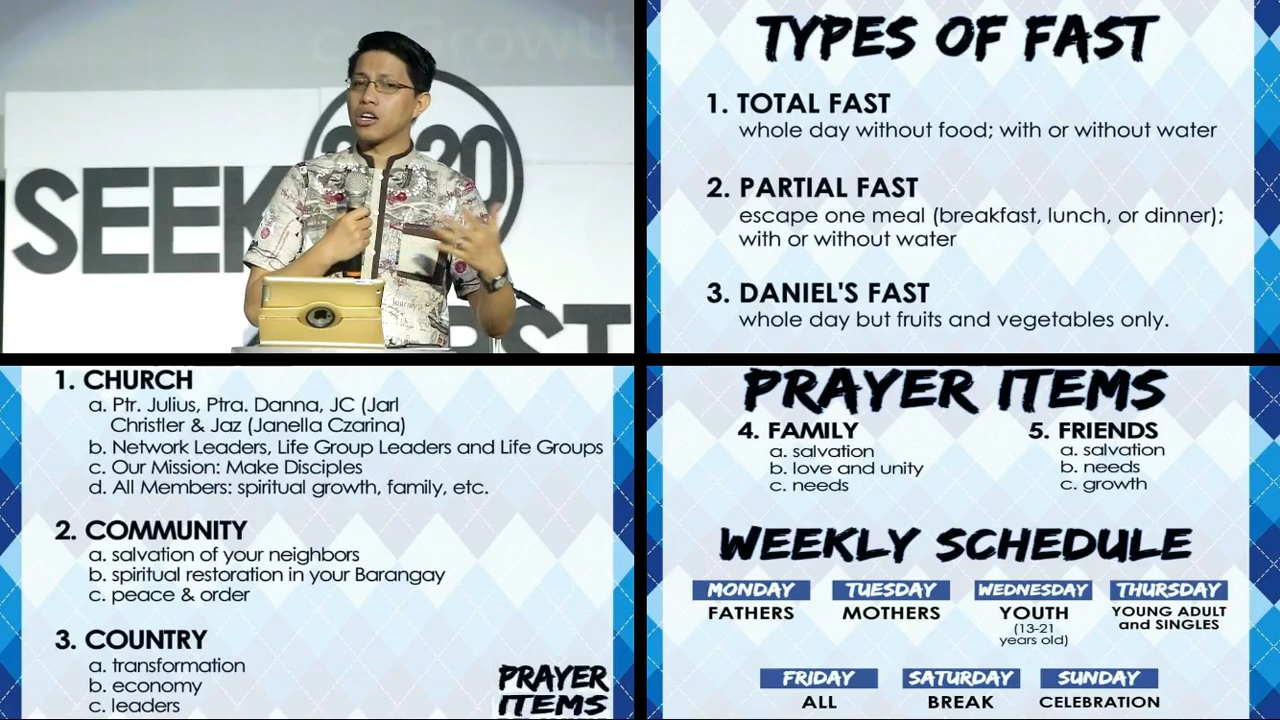 SEEK
2020
TYPES OF FAST
1. TOTAL FAST
whole day without food; with or without water
2. PARTIAL FAST
escape one meal (breakfast, lunch, or dinner);
with or without water
3. DANIEL'S FAST
whole day but fruits and vegetables only.
1. CHURCH
a. Ptr. Julius, Ptra. Danna, JC (Jarl
Christler & Jaz (Janella Czarina)
b. Network Leaders, Life Group Leaders and Life Groups
c. Our Mission: Make Disciples
d. All Members: spiritual growth, family, etc.
2. COMMUNITY
a. salvation of your neighbors
b. spiritual restoration in your Barangay
c. peace & order
3. COUNTRY
a. transformation
b. economy
c. leaders
PRAYER
ITEMS
PRAYER ITEMS
4. FAMILY
a. salvation
b. love and unity
c. needs
5. FRIENDS
a. salvation
b. needs
c. growth
WEEKLY SCHEDULE
MONDAY
FATHERS
TUESDAY
MOTHERS
WEDNESDAY
YOUTH
(13-21
years old)
THURSDAY
YOUNG ADULT
and SINGLES
FRIDAY
ALL
SATURDAY
BREAK
SUNDAY
CELEBRATION